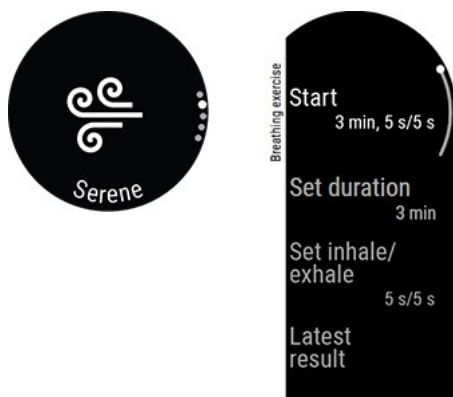 Serene
Breathing exercise
Start
3 min, 5 s/5 s
Set duration
3 min
Set inhale/
exhale
5 s/5 s
Latest
result